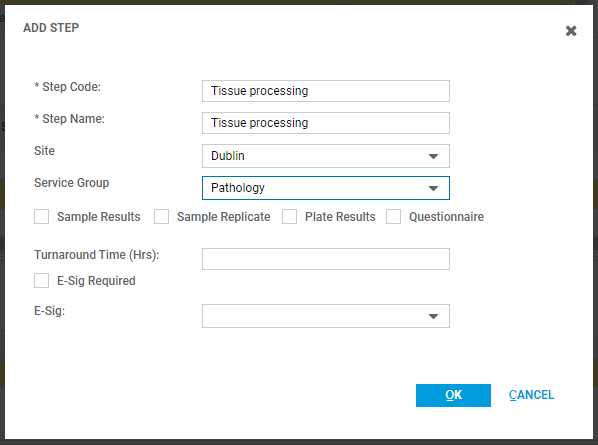 ADD STEP
* Step Code: Tissue processing
* Step Name: Tissue processing
Site Dublin
Service Group Pathology
Sample Results Sample Replicate Plate Results Questionnaire
Turnaround Time (Hrs):
E-Sig Required
E-Sig:
OK CANCEL